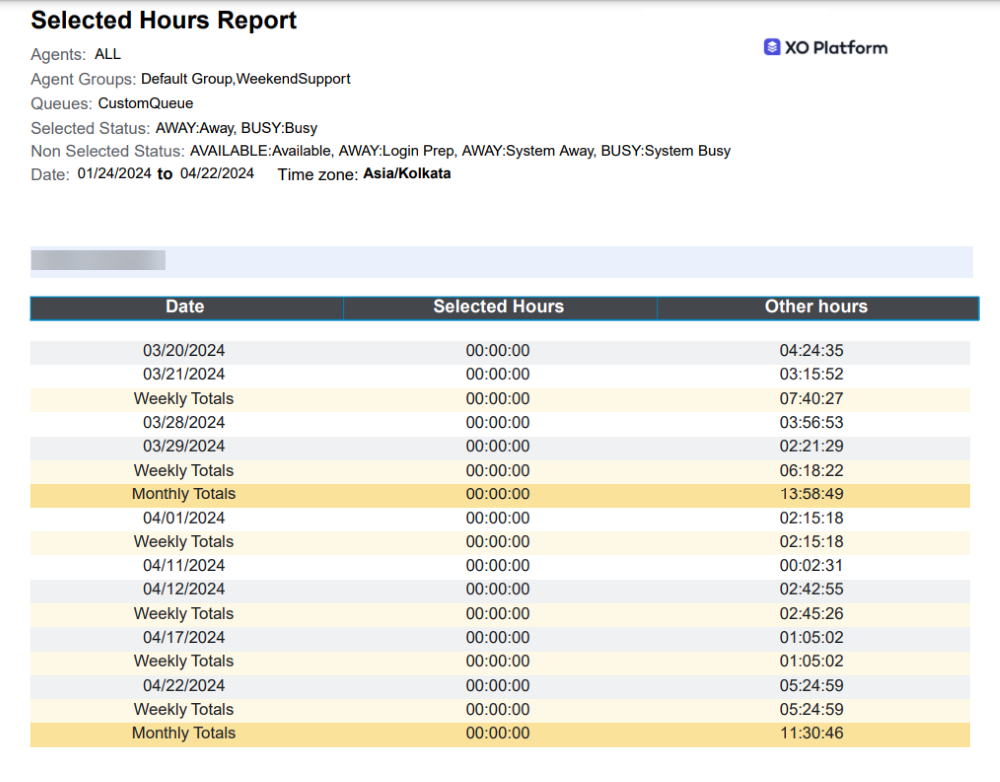 Selected Hours Report
XO Platform
Agents: ALL
Agent Groups: Default Group,WeekendSupport
Queues: CustomQueue
Selected Status: AWAY:Away, BUSY:Busy
Non Selected Status: AVAILABLE:Available, AWAY:Login Prep, AWAY:System Away, BUSY:System Busy
Date: 01/24/2024 to 04/22/2024 Time zone: Asia/Kolkata
Date Selected Hours Other hours
03/20/2024 00:00:00 04:24:35
03/21/2024 00:00:00 03:15:52
Weekly Totals 00:00:00 07:40:27
03/28/2024 00:00:00 03:56:53
03/29/2024 00:00:00 02:21:29
Weekly Totals 00:00:00 06:18:22
Monthly Totals 00:00:00 13:58:49
04/01/2024 00:00:00 02:15:18
Weekly Totals 00:00:00 02:15:18
04/11/2024 00:00:00 00:02:31
04/12/2024 00:00:00 02:42:55
Weekly Totals 00:00:00 02:45:26
04/17/2024 00:00:00 01:05:02
Weekly Totals 00:00:00 01:05:02
04/22/2024 00:00:00 05:24:59
Weekly Totals 00:00:00 05:24:59
Monthly Totals 00:00:00 11:30:46